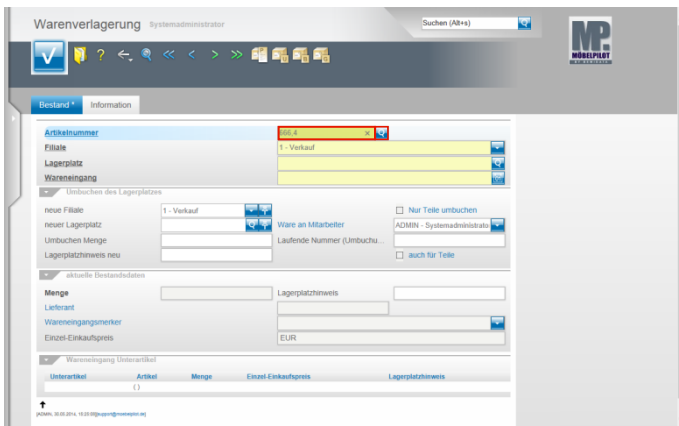 Warenverlagerung Systemadministrator
Suchen (Alt+s)
MP
MÖBELPILOT
Bestand * Information
Artikelnummer 666.4
Filiale 1 - Verkauf
Lagerplatz
Wareneingang
Umbuchen des Lagerplatzes
neue Filiale 1 - Verkauf Nur Teile umbuchen
neuer Lagerplatz Ware an Mitarbeiter ADMIN - Systemadministrato
Umbuchen Menge Laufende Nummer (Umbuchu...
Lagerplatzhinweis neu auch für Teile
aktuelle Bestandsdaten
Menge Lagerplatzhinweis
Lieferant
Wareneingangsmerker
Einzel-Einkaufspreis EUR
Wareneingang Unterartikel
Unterartikel Artikel Menge Einzel-Einkaufspreis Lagerplatzhinweis
( )